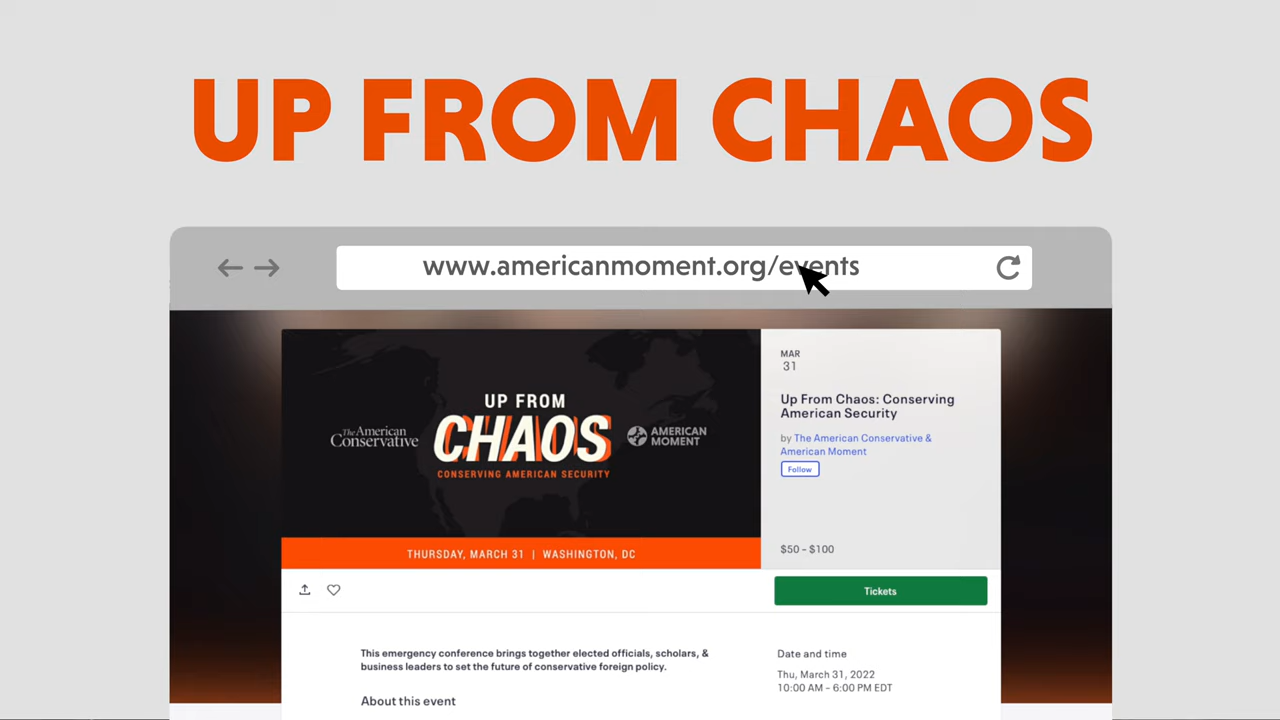 UP FROM CHAOS
www.americanmoment.org/events
UP FROM
The American
Conservative
CHAOS
AMERICAN
MOMENT
CONSERVING AMERICAN SECURITY
THURSDAY, MARCH 31 | WASHINGTON, DC
MAR
31
Up From Chaos: Conserving
American Security
by The American Conservative &
American Moment
Follow
$50 – $100
Tickets
This emergency conference brings together elected officials, scholars, &
business leaders to set the future of conservative foreign policy.
About this event
Date and time
Thu, March 31, 2022
10:00 AM – 6:00 PM EDT